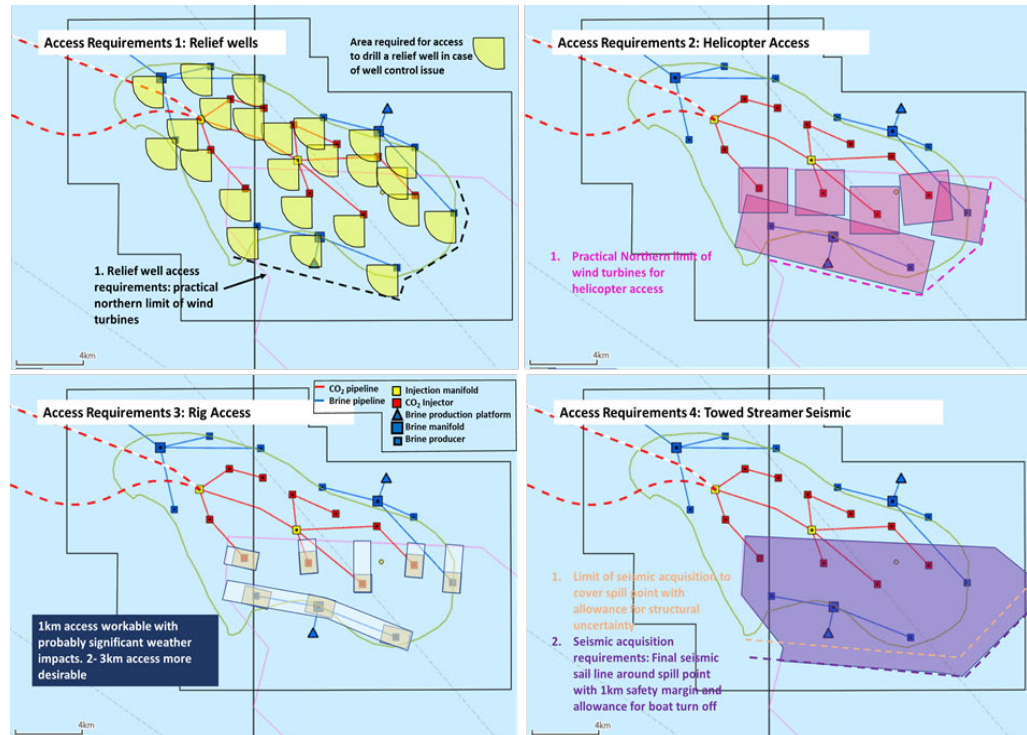 Access Requirements 1: Relief wells
Area required for access
to drill a relief well in case
of well control issue
1. Relief well access
requirements: practical
northern limit of wind
turbines
4km
Access Requirements 2: Helicopter Access
1. Practical Northern limit of
wind turbines for
helicopter access
4km
Access Requirements 3: Rig Access
CO₂ pipeline
Brine pipeline
Injection manifold
CO₂ Injector
Brine production platform
Brine manifold
Brine producer
1km access workable with
probably significant weather
impacts. 2- 3km access more
desirable
4km
Access Requirements 4: Towed Streamer Seismic
1. Limit of seismic acquisition to
cover spill point with
allowance for structural
uncertainty
2. Seismic acquisition
requirements: Final seismic
sail line around spill point
with 1km safety margin and
allowance for boat turn off
4km